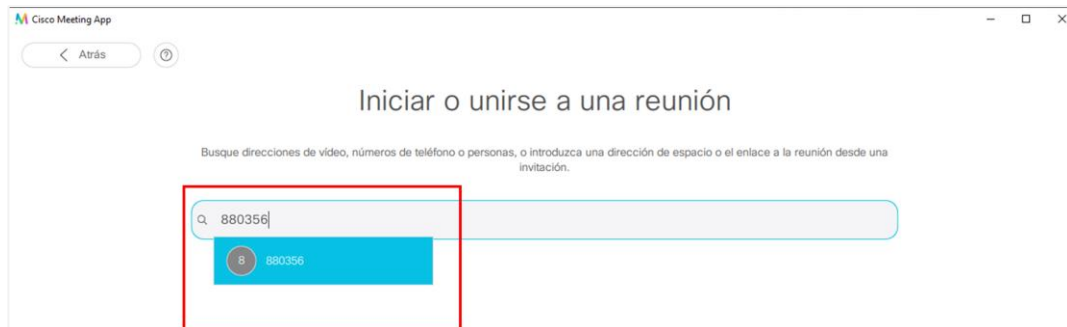 Cisco Meeting App
Atrás
Iniciar o unirse a una reunión
Busque direcciones de vídeo, números de teléfono o personas, o introduzca una dirección de espacio o el enlace a la reunión desde una
invitación.
880356
8 880356